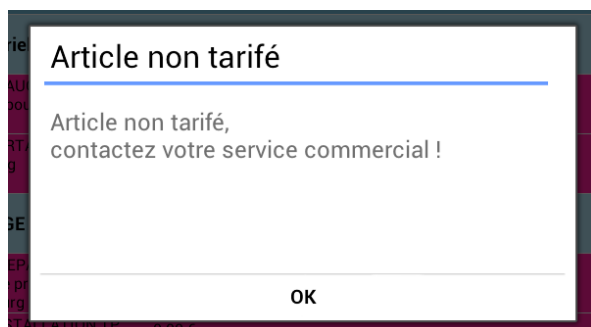 Article non tarifé
Article non tarifé,
contactez votre service commercial !
OK